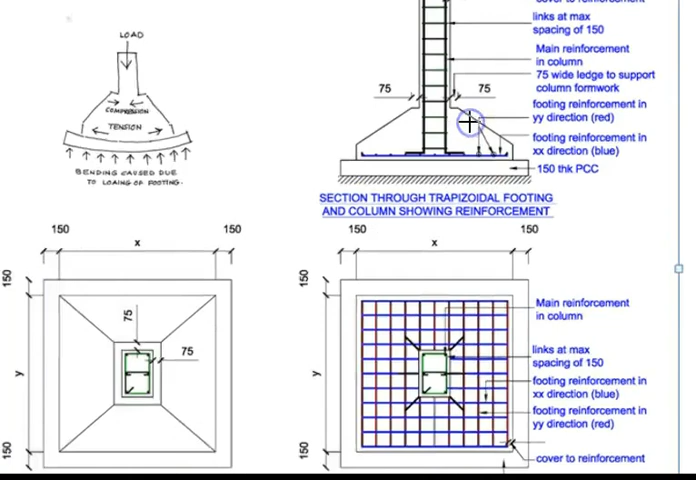 cover to reinforcement
links at max
spacing of 150
Main reinforcement
in column
75 wide ledge to support
column formwork
footing reinforcement in
yy direction (red)
footing reinforcement in
xx direction (blue)
150 thk PCC
75
75
LOAD
COMPRESSION
TENSION
BENDING CAUSED DUE
TO LOAING OF FOOTING.
SECTION THROUGH TRAPIZOIDAL FOOTING
AND COLUMN SHOWING REINFORCEMENT
150
x
150
150
y
150
75
75
150
x
150
150
y
150
Main reinforcement
in column
links at max
spacing of 150
footing reinforcement in
xx direction (blue)
footing reinforcement in
yy direction (red)
cover to reinforcement